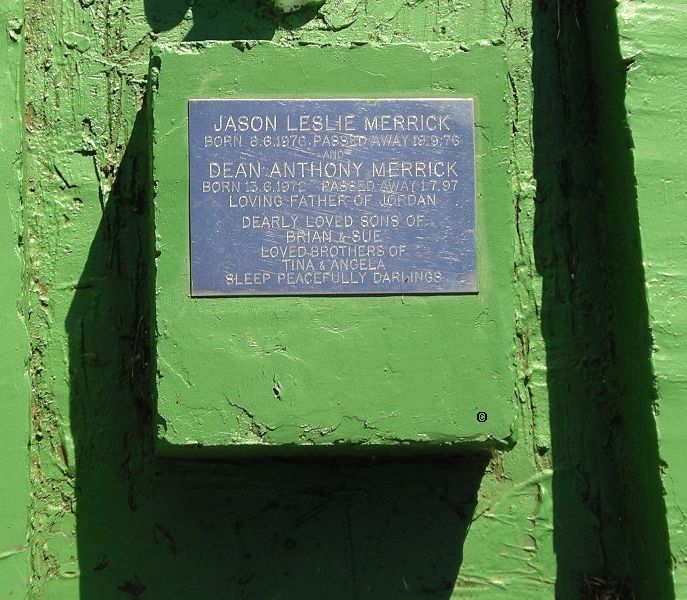 JASON LESLIE MERRICK
BORN 6.6.1970. PASSED AWAY 19.9.76
AND
DEAN ANTHONY MERRICK
BORN 13.6.1972 PASSED AWAY 1.7.97
LOVING FATHER OF JORDAN
DEARLY LOVED SONS OF
BRIAN & SUE
LOVED BROTHERS OF
TINA & ANGELA
SLEEP PEACEFULLY DARLINGS
©